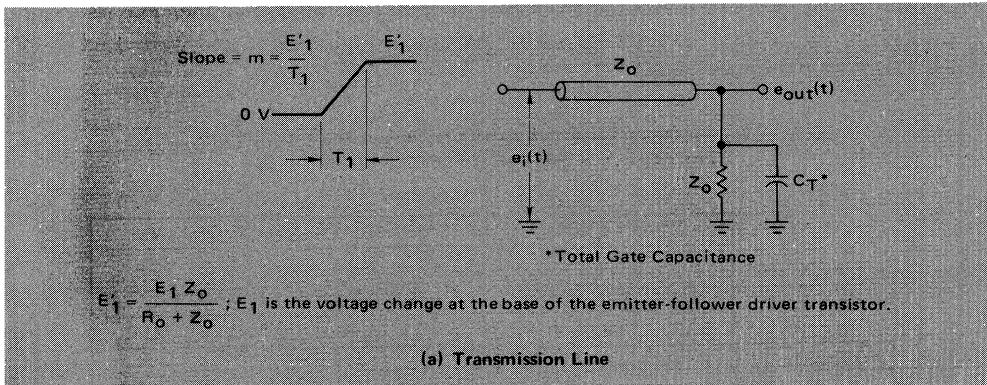 Slope = m = E'1 / T1
E'1
0 V
T1
Zo
eout(t)
ei(t)
Zo
CT*
*Total Gate Capacitance
E'1 = E1 Zo / Ro + Zo ; E1 is the voltage change at the base of the emitter-follower driver transistor.
(a) Transmission Line